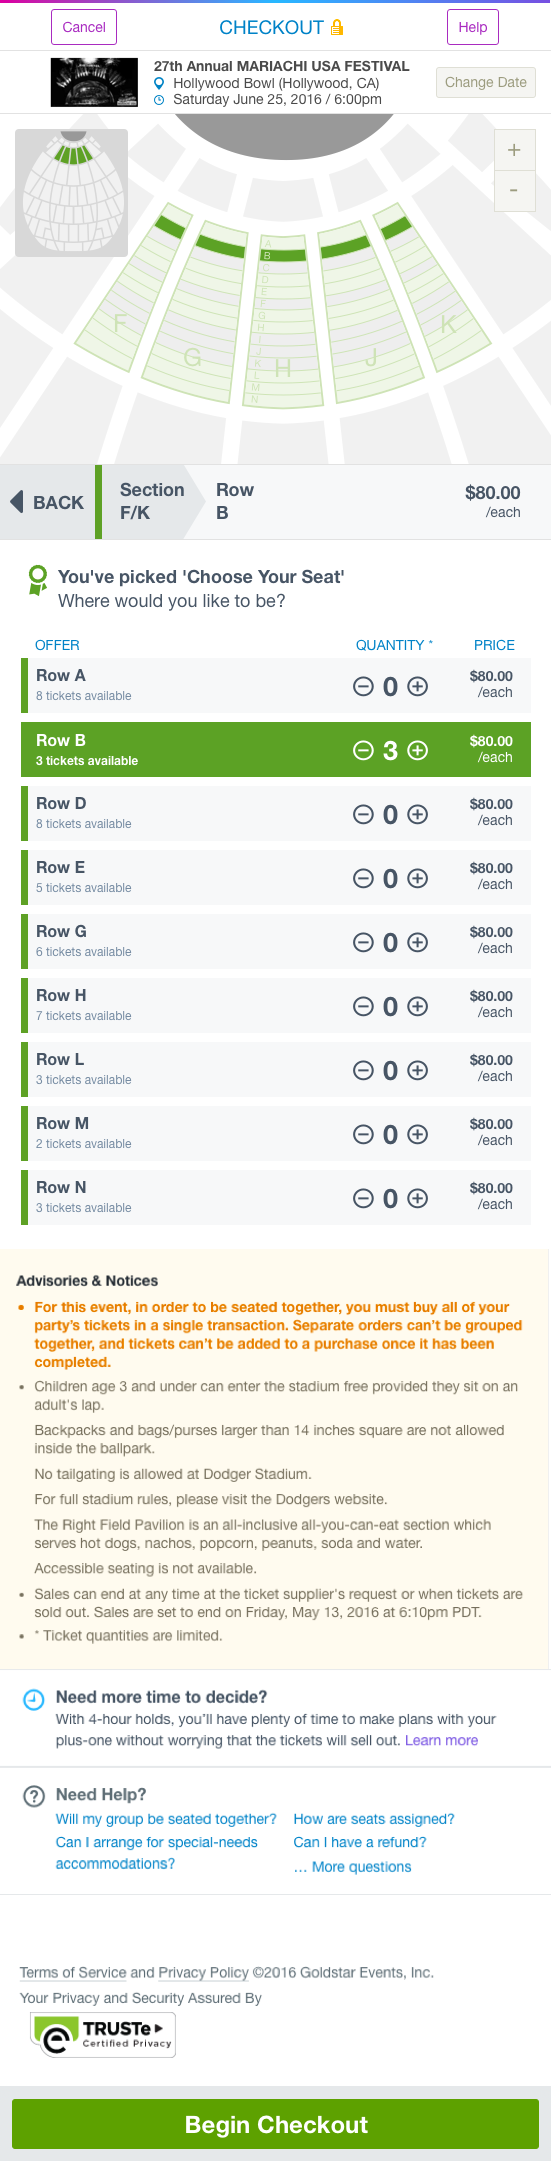 Cancel
CHECKOUT
Help
27th Annual MARIACHI USA FESTIVAL
Hollywood Bowl (Hollywood, CA)
Saturday June 25, 2016 / 6:00pm
Change Date
+
-
A
B
C
D
E
F
G
H
I
J
K
L
M
N
F
G
H
J
K
BACK
Section
F/K
Row
B
$80.00
/each
You've picked 'Choose Your Seat'
Where would you like to be?
OFFER
QUANTITY *
PRICE
Row A
8 tickets available
0
$80.00
/each
Row B
3 tickets available
3
$80.00
/each
Row D
8 tickets available
0
$80.00
/each
Row E
5 tickets available
0
$80.00
/each
Row G
6 tickets available
0
$80.00
/each
Row H
7 tickets available
0
$80.00
/each
Row L
3 tickets available
0
$80.00
/each
Row M
2 tickets available
0
$80.00
/each
Row N
3 tickets available
0
$80.00
/each
Advisories & Notices
• For this event, in order to be seated together, you must buy all of your
party's tickets in a single transaction. Separate orders can't be grouped
together, and tickets can't be added to a purchase once it has been
completed.
• Children age 3 and under can enter the stadium free provided they sit on an
adult's lap.
Backpacks and bags/purses larger than 14 inches square are not allowed
inside the ballpark.
No tailgating is allowed at Dodger Stadium.
For full stadium rules, please visit the Dodgers website.
The Right Field Pavilion is an all-inclusive all-you-can-eat section which
serves hot dogs, nachos, popcorn, peanuts, soda and water.
Accessible seating is not available.
• Sales can end at any time at the ticket supplier's request or when tickets are
sold out. Sales are set to end on Friday, May 13, 2016 at 6:10pm PDT.
• * Ticket quantities are limited.
Need more time to decide?
With 4-hour holds, you'll have plenty of time to make plans with your
plus-one without worrying that the tickets will sell out. Learn more
Need Help?
Will my group be seated together?
Can I arrange for special-needs
accommodations?
How are seats assigned?
Can I have a refund?
... More questions
Terms of Service and Privacy Policy ©2016 Goldstar Events, Inc.
Your Privacy and Security Assured By
TRUSTe
Certified Privacy
Begin Checkout